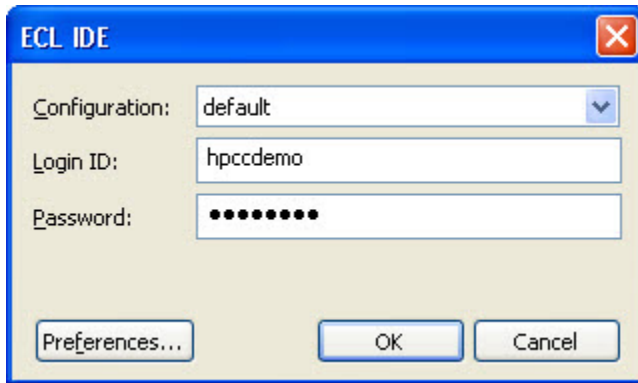 ECL IDE
Configuration: default
Login ID: hpccdemo
Password: ●●●●●●●●
Preferences... OK Cancel